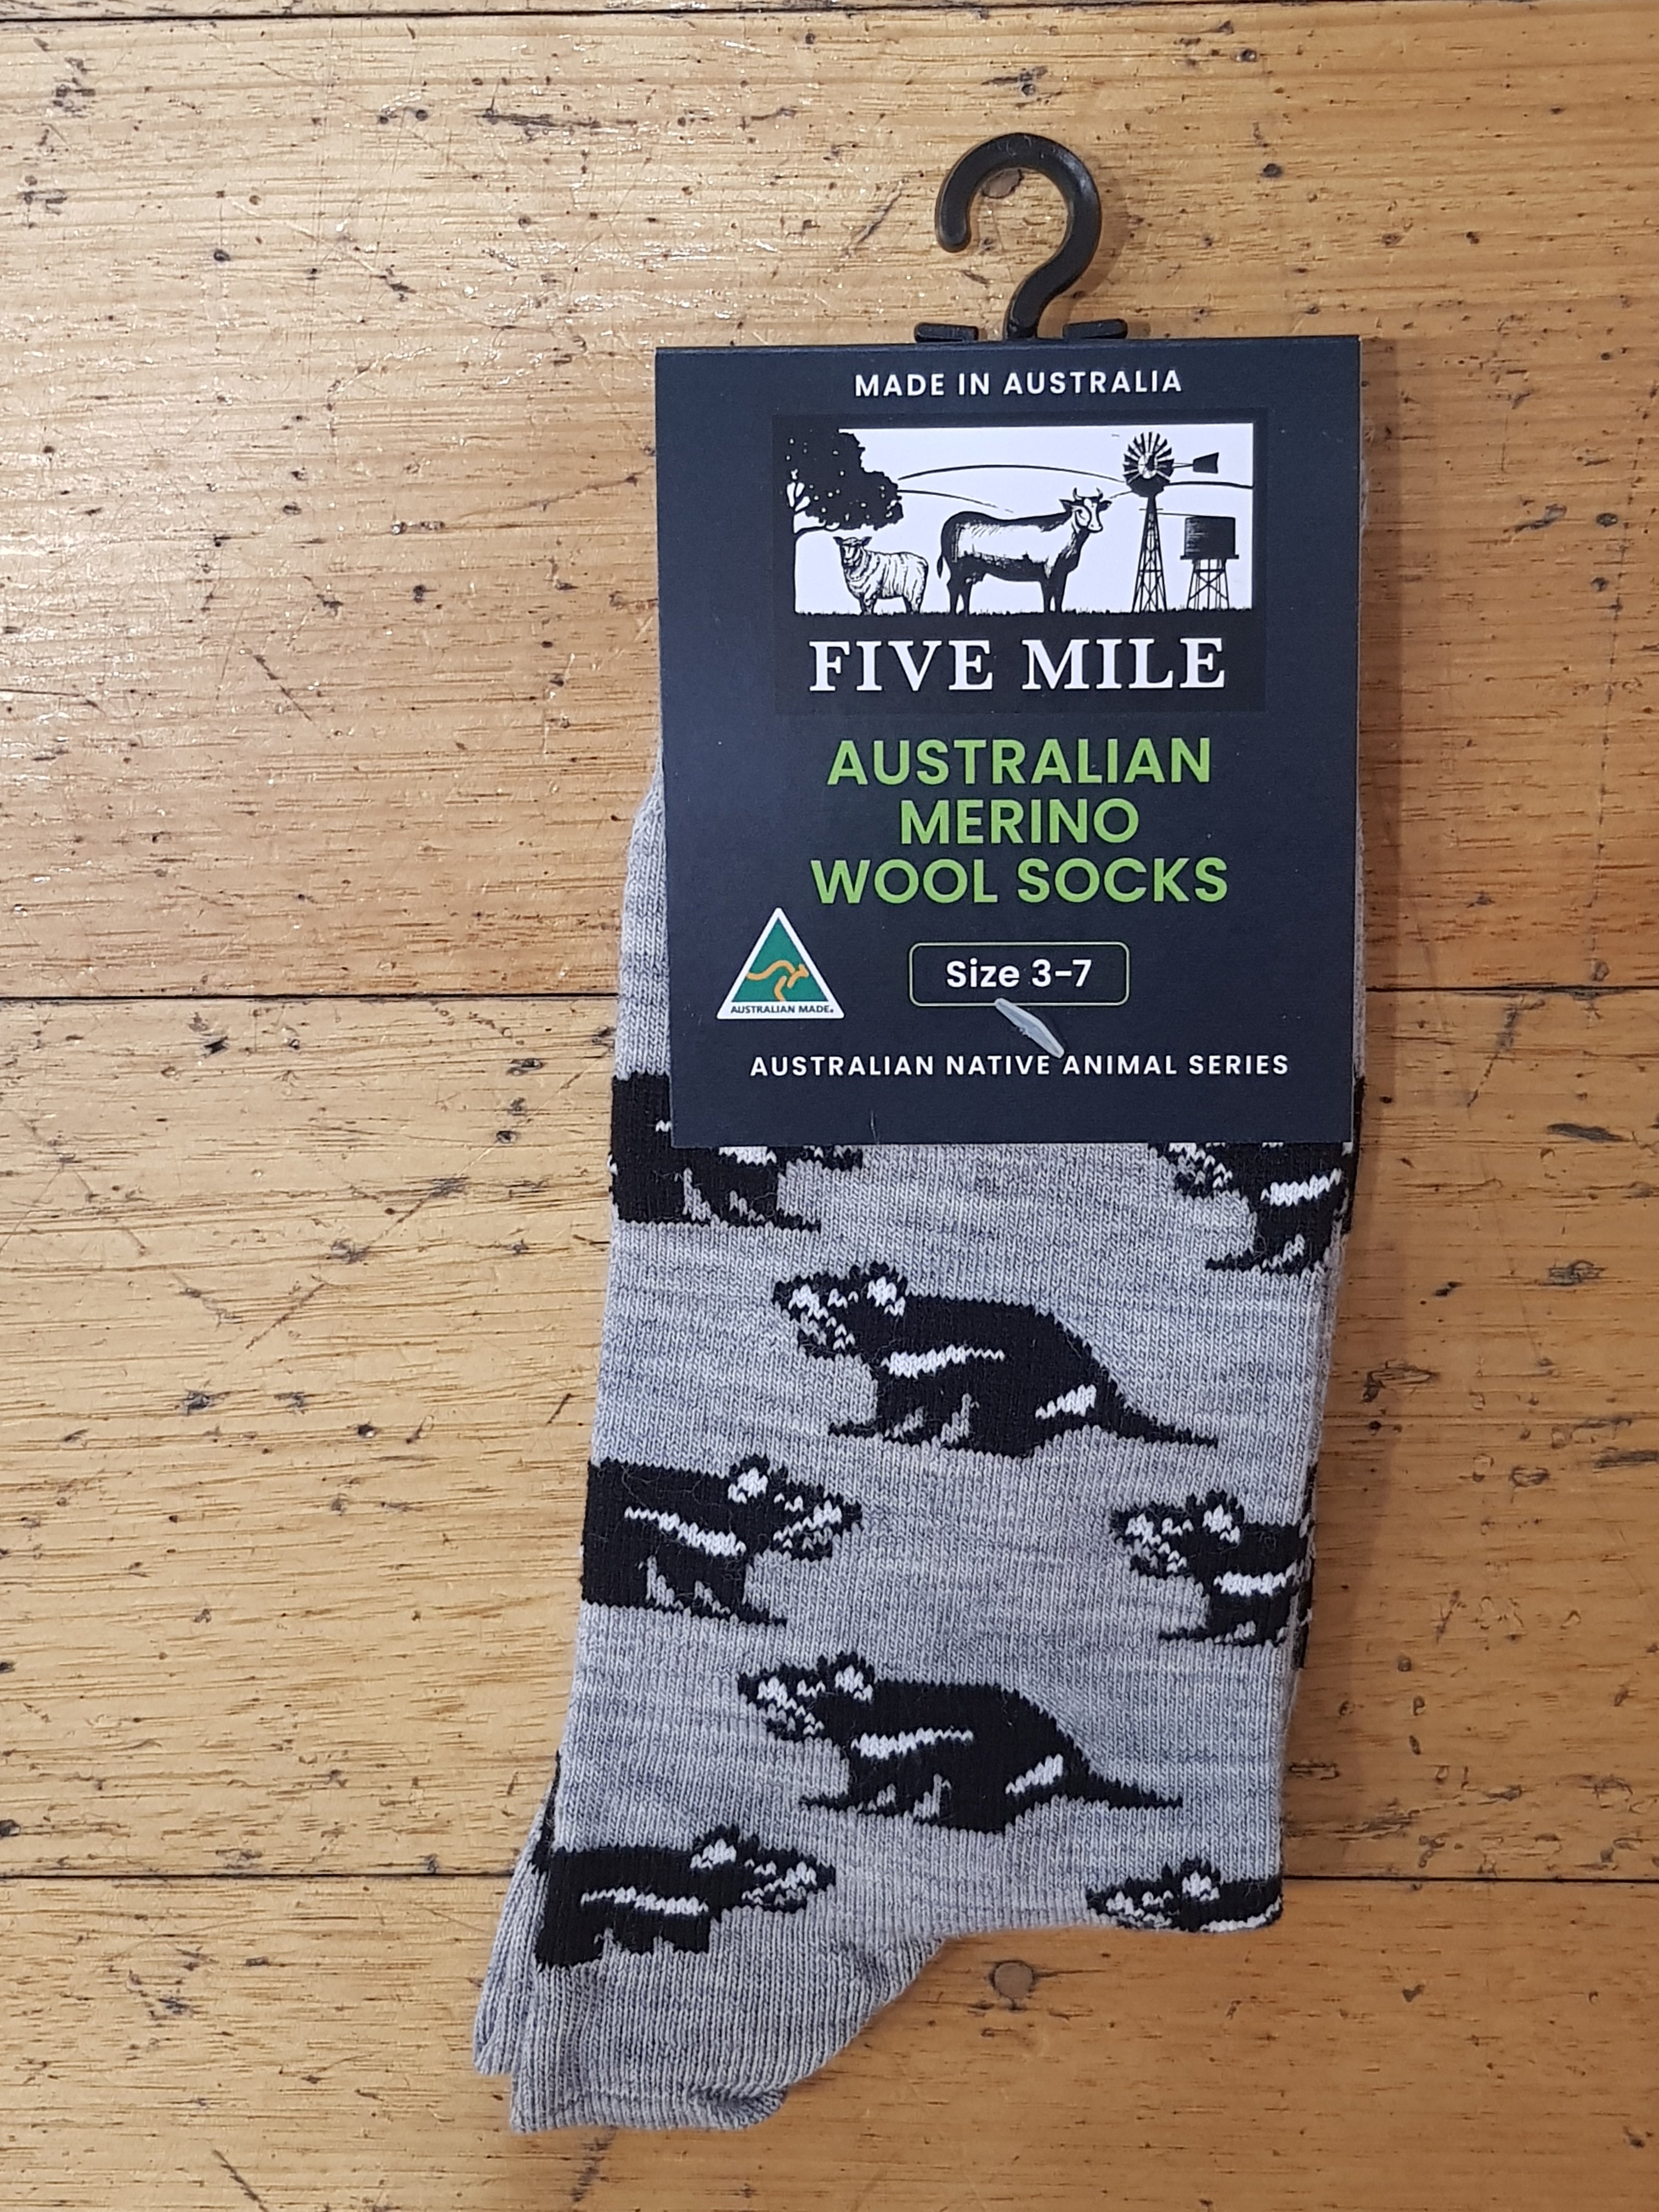 MADE IN AUSTRALIA
FIVE MILE
AUSTRALIAN
MERINO
WOOL SOCKS
Size 3-7
AUSTRALIAN MADE.
AUSTRALIAN NATIVE ANIMAL SERIES